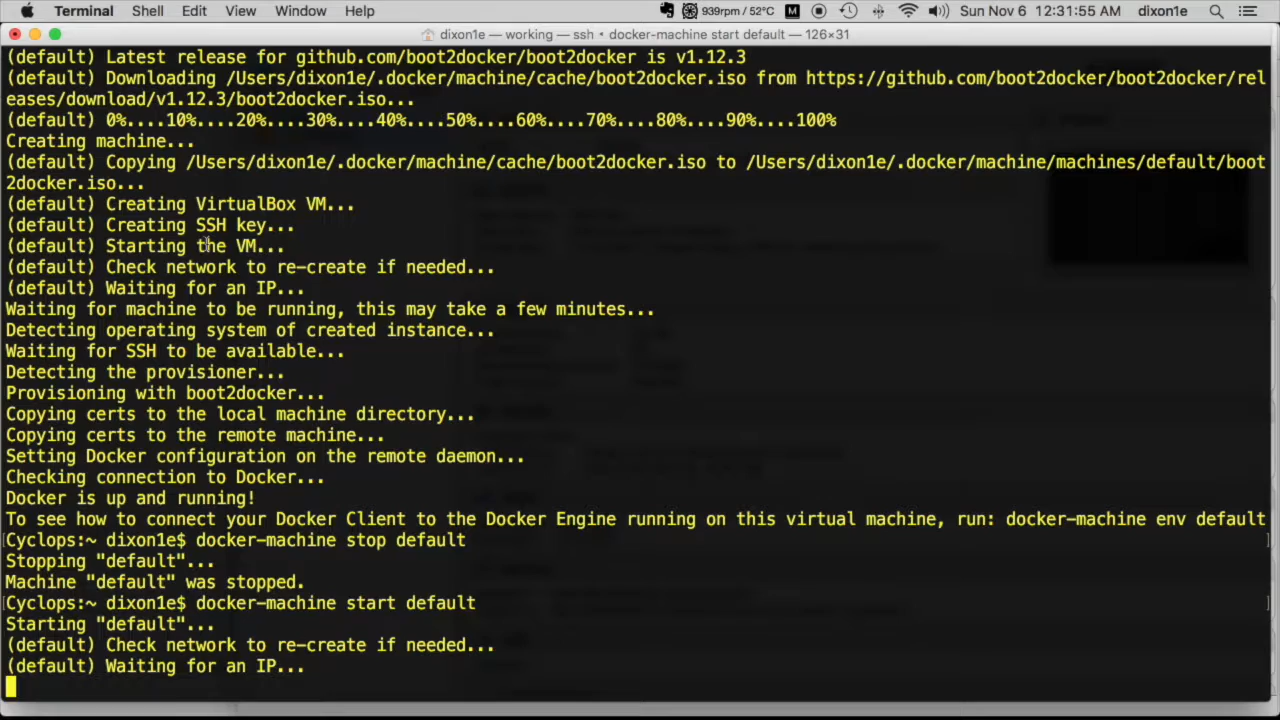 Terminal Shell Edit View Window Help 939rpm / 52°C M Sun Nov 6 12:31:55 AM dixon1e
dixon1e — working — ssh • docker-machine start default — 126×31
(default) Latest release for github.com/boot2docker/boot2docker is v1.12.3
(default) Downloading /Users/dixon1e/.docker/machine/cache/boot2docker.iso from https://github.com/boot2docker/boot2docker/rel
eases/download/v1.12.3/boot2docker.iso...
(default) 0%....10%....20%....30%....40%....50%....60%....70%....80%....90%....100%
Creating machine...
(default) Copying /Users/dixon1e/.docker/machine/cache/boot2docker.iso to /Users/dixon1e/.docker/machine/machines/default/boot
2docker.iso...
(default) Creating VirtualBox VM...
(default) Creating SSH key...
(default) Starting the VM...
(default) Check network to re-create if needed...
(default) Waiting for an IP...
Waiting for machine to be running, this may take a few minutes...
Detecting operating system of created instance...
Waiting for SSH to be available...
Detecting the provisioner...
Provisioning with boot2docker...
Copying certs to the local machine directory...
Copying certs to the remote machine...
Setting Docker configuration on the remote daemon...
Checking connection to Docker...
Docker is up and running!
To see how to connect your Docker Client to the Docker Engine running on this virtual machine, run: docker-machine env default
[Cyclops:~ dixon1e$ docker-machine stop default ]
Stopping "default"...
Machine "default" was stopped.
[Cyclops:~ dixon1e$ docker-machine start default ]
Starting "default"...
(default) Check network to re-create if needed...
(default) Waiting for an IP...